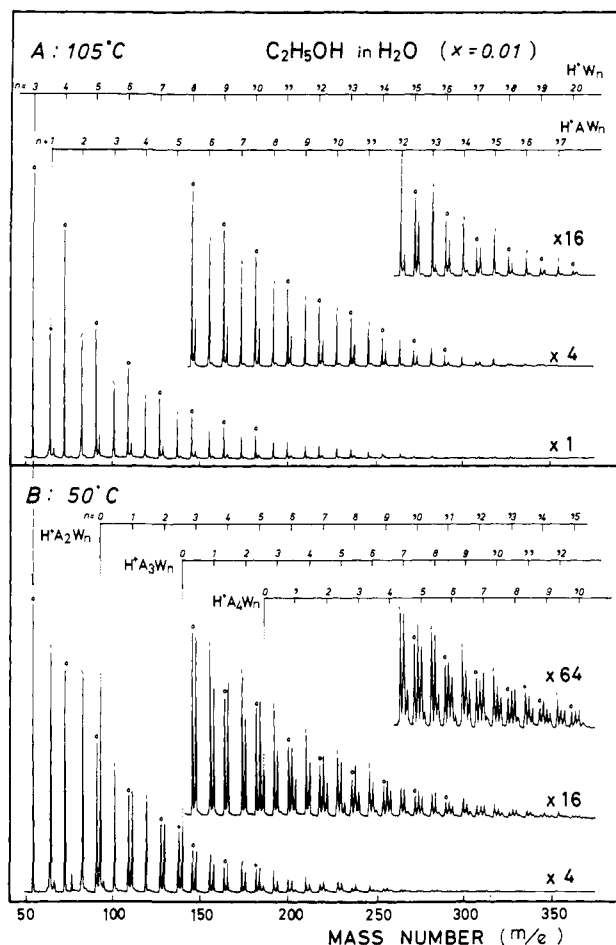 A : 105°C C₂H₅OH in H₂O (x = 0.01)
H⁺Wn
n= 3 4 5 6 7 8 9 10 11 12 13 14 15 16 17 18 19 20
H⁺AWn
n=1 2 3 4 5 6 7 8 9 10 11 12 13 14 15 16 17
x16
x 4
x 1
B : 50°C
n= 0 1 2 3 4 5 6 7 8 9 10 11 12 13 14 15
H⁺A₂Wn
0 1 2 3 4 5 6 7 8 9 10 11 12
H⁺A₃Wn
0 1 2 3 4 5 6 7 8 9 10
H⁺A₄Wn
x 64
x 16
x 4
50 100 150 200 250 300 350
MASS NUMBER (m/e)